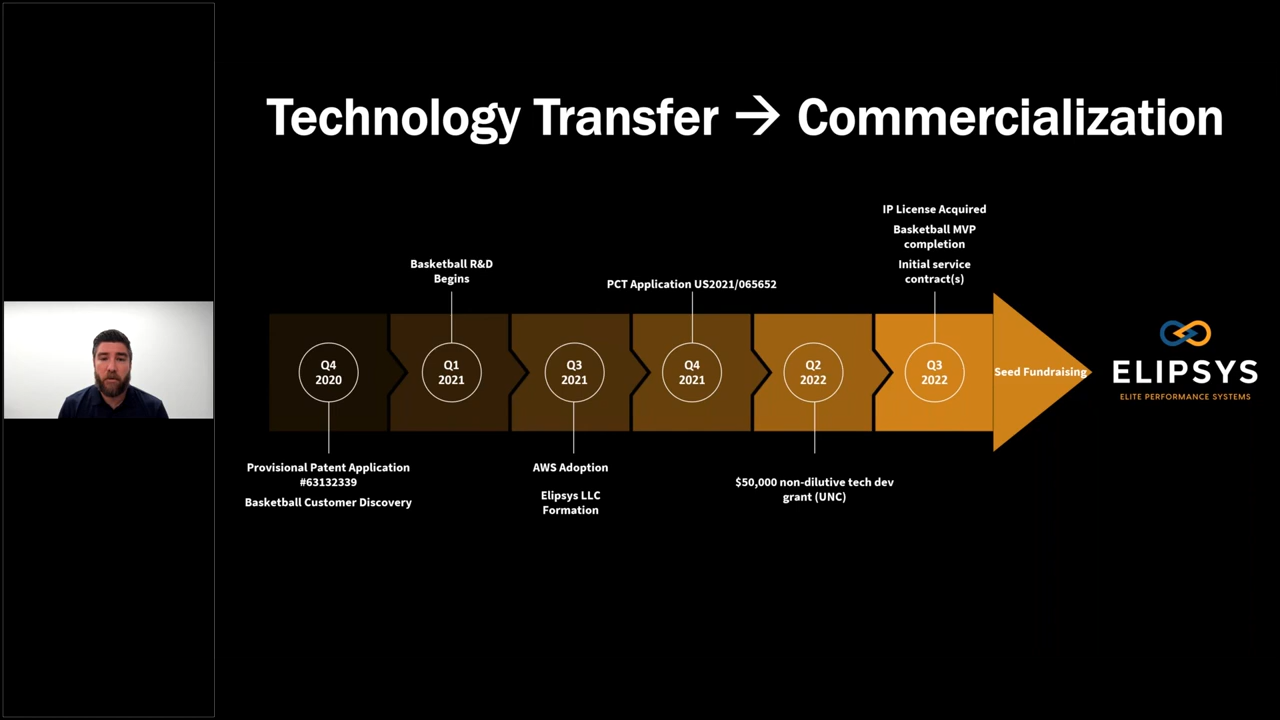 Technology Transfer → Commercialization
IP License Acquired
Basketball MVP
completion
Initial service
contract(s)
Basketball R&D
Begins
PCT Application US2021/065652
Q4
2020
Q1
2021
Q3
2021
Q4
2021
Q2
2022
Q3
2022
Seed Fundraising
ELIPSYS
ELITE PERFORMANCE SYSTEMS
Provisional Patent Application
#63132339
Basketball Customer Discovery
AWS Adoption
Elipsys LLC
Formation
$50,000 non-dilutive tech dev
grant (UNC)